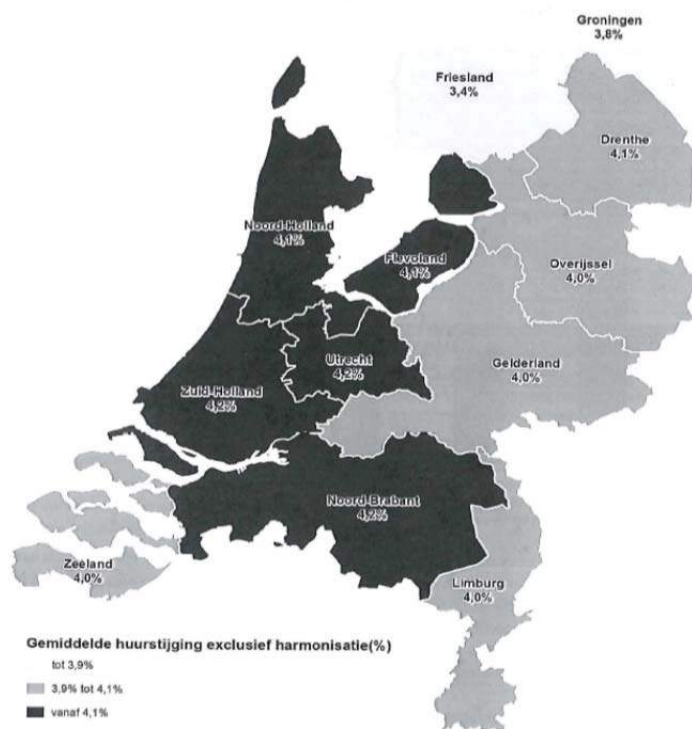 Groningen
3,8%
Friesland
3,4%
Drenthe
4,1%
Noord-Holland
4,1%
Flevoland
4,1%
Overijssel
4,0%
Utrecht
4,2%
Gelderland
4,0%
Zuid-Holland
4,2%
Noord-Brabant
4,2%
Zeeland
4,0%
Limburg
4,0%
Gemiddelde huurstijging exclusief harmonisatie(%)
tot 3,9%
3,9% tot 4,1%
vanaf 4,1%